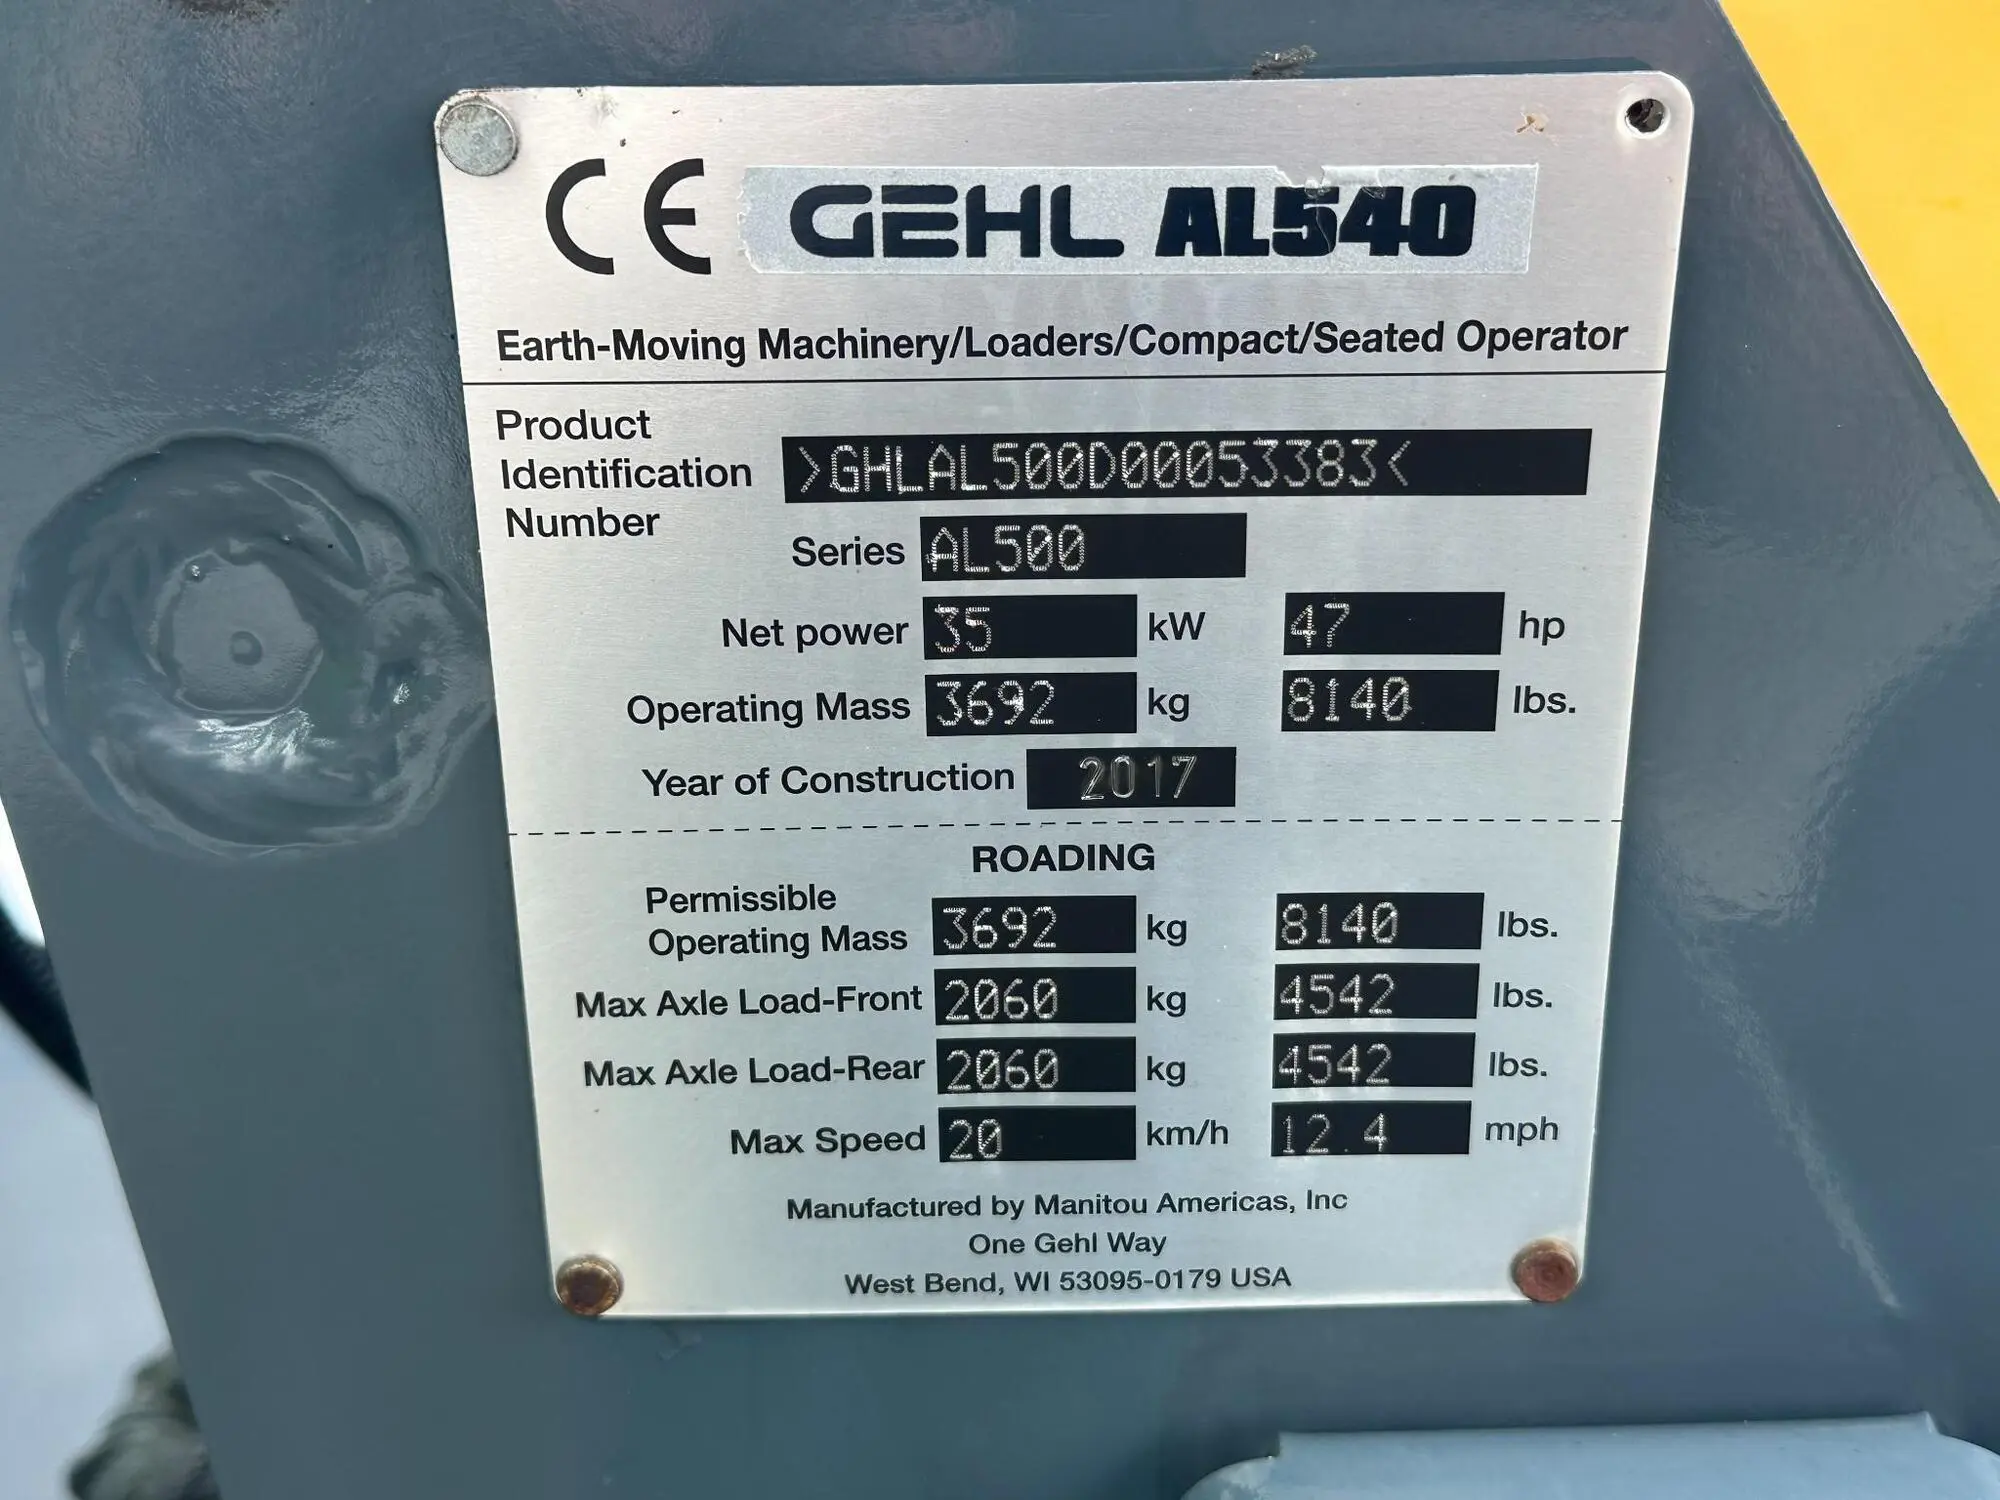 CE GEHL AL540
Earth-Moving Machinery/Loaders/Compact/Seated Operator
Product
Identification
Number
>GHLAL500D00053383<
Series AL500
Net power 35 kW 47 hp
Operating Mass 3692 kg 8140 lbs.
Year of Construction 2017
ROADING
Permissible
Operating Mass 3692 kg 8140 lbs.
Max Axle Load-Front 2060 kg 4542 lbs.
Max Axle Load-Rear 2060 kg 4542 lbs.
Max Speed 20 km/h 12.4 mph
Manufactured by Manitou Americas, Inc
One Gehl Way
West Bend, WI 53095-0179 USA